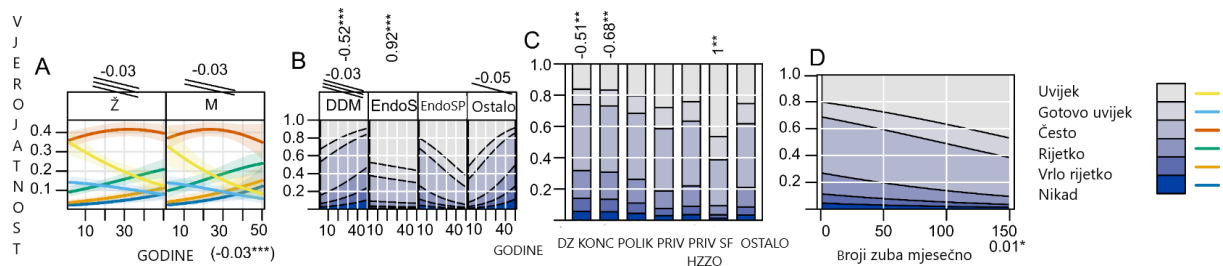 VJEROJATNOST
A
-0.03
-0.03
Ž
M
0.4
0.3
0.2
0.1
10 30 10 30 50
GODINE (-0.03***)
B
-0.52***
0.92***
-0.03
-0.05
DDM EndoS EndoSP Ostalo
1.0
0.8
0.6
0.4
0.2
10 40 10 40
GODINE
C
-0.51**
-0.68**
1**
1.0
0.8
0.6
0.4
0.2
DZ KONC POLIK PRIV PRIV SF OSTALO
HZZO
D
1.0
0.8
0.6
0.4
0.2
0 50 100 150
0.01*
Broji zuba mjesečno
Uvijek
Gotovo uvijek
Često
Rijetko
Vrlo rijetko
Nikad